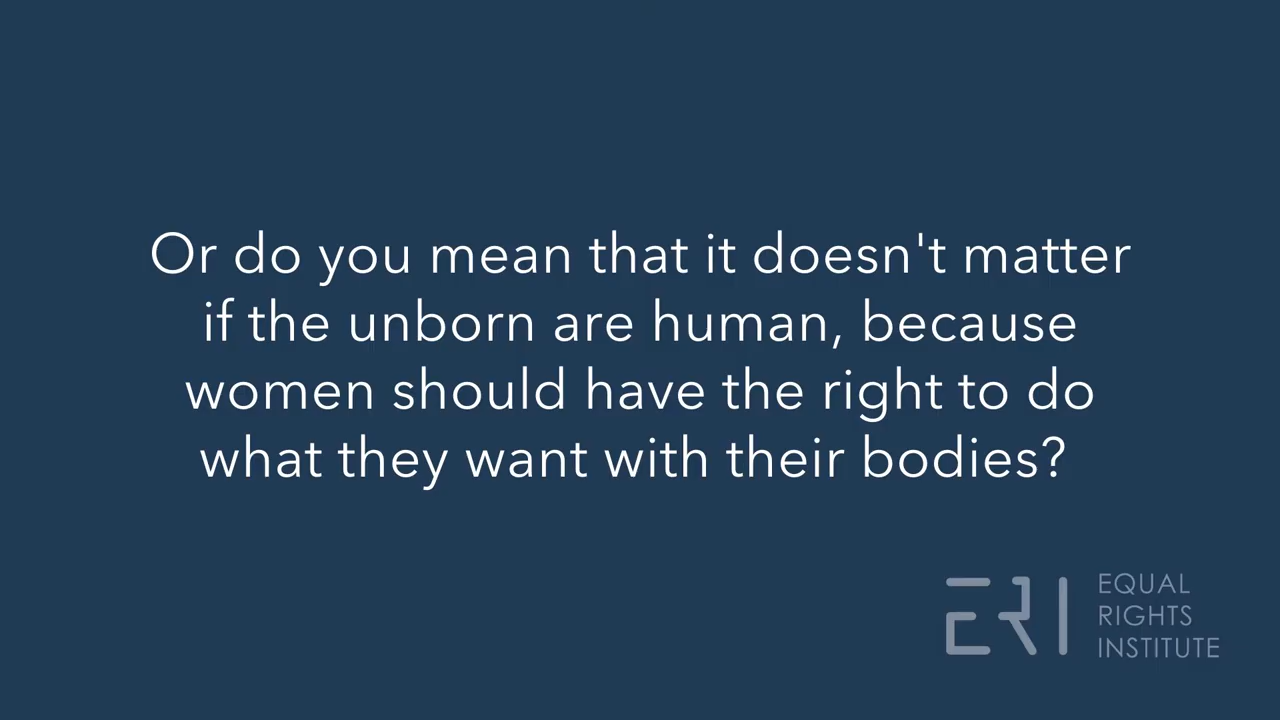 Or do you mean that it doesn't matter
if the unborn are human, because
women should have the right to do
what they want with their bodies?
ERI
EQUAL
RIGHTS
INSTITUTE